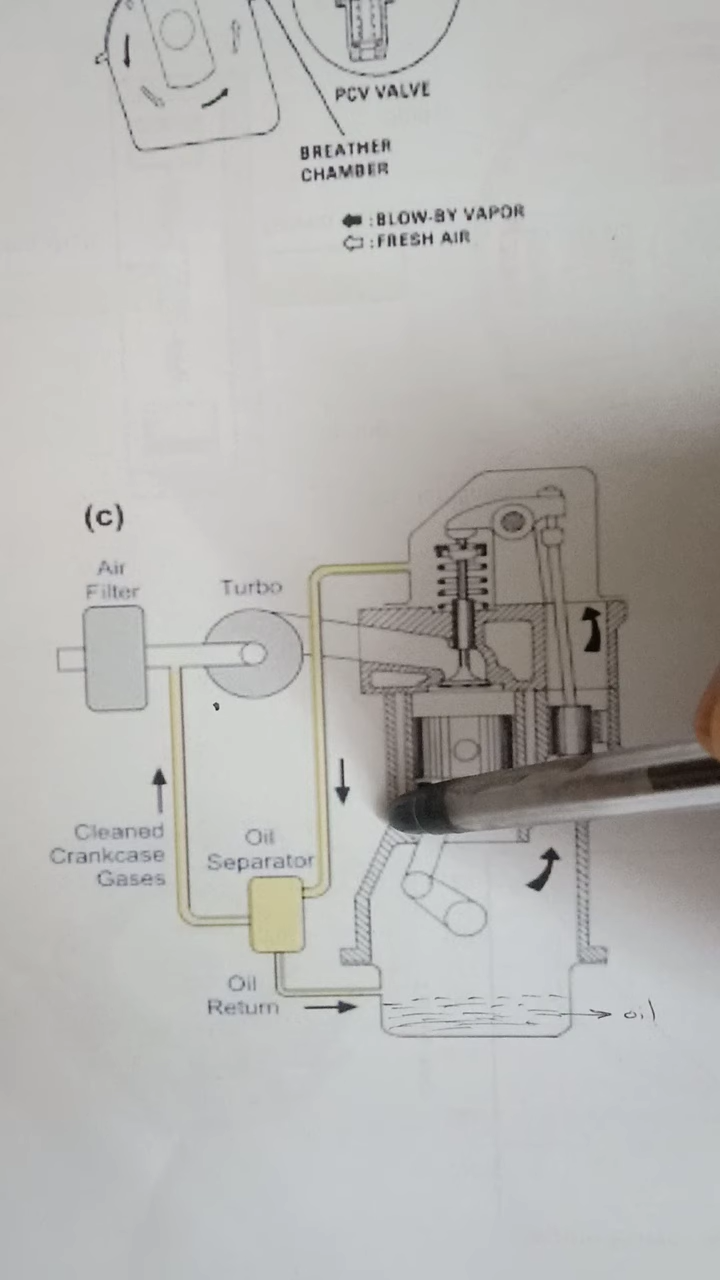 PCV VALVE
BREATHER
CHAMBER
:BLOW-BY VAPOR
:FRESH AIR
(c)
Air
Filter
Turbo
Cleaned
Crankcase
Gases
Oil
Separator
Oil
Return
oil